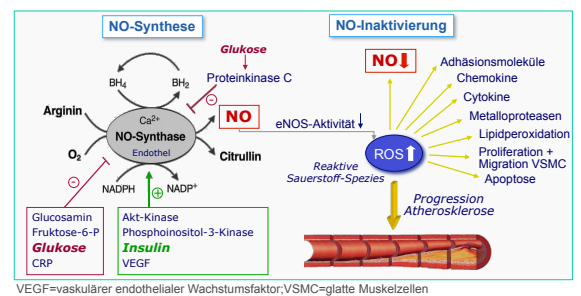 NO-Synthese
NO-Inaktivierung
Glukose
Proteinkinase C
BH4
BH2
Ca2+
NO-Synthase
Endothel
Arginin
O2
NO
Citrullin
NADPH
NADP+
Glucosamin
Fruktose-6-P
Glukose
CRP
Akt-Kinase
Phosphoinositol-3-Kinase
Insulin
VEGF
eNOS-Aktivität
NO
ROS
Reaktive
Sauerstoff-Spezies
Adhäsionsmoleküle
Chemokine
Cytokine
Metalloproteasen
Lipidperoxidation
Proliferation +
Migration VSMC
Apoptose
Progression
Atherosklerose
VEGF=vaskulärer endothelialer Wachstumsfaktor;VSMC=glatte Muskelzellen